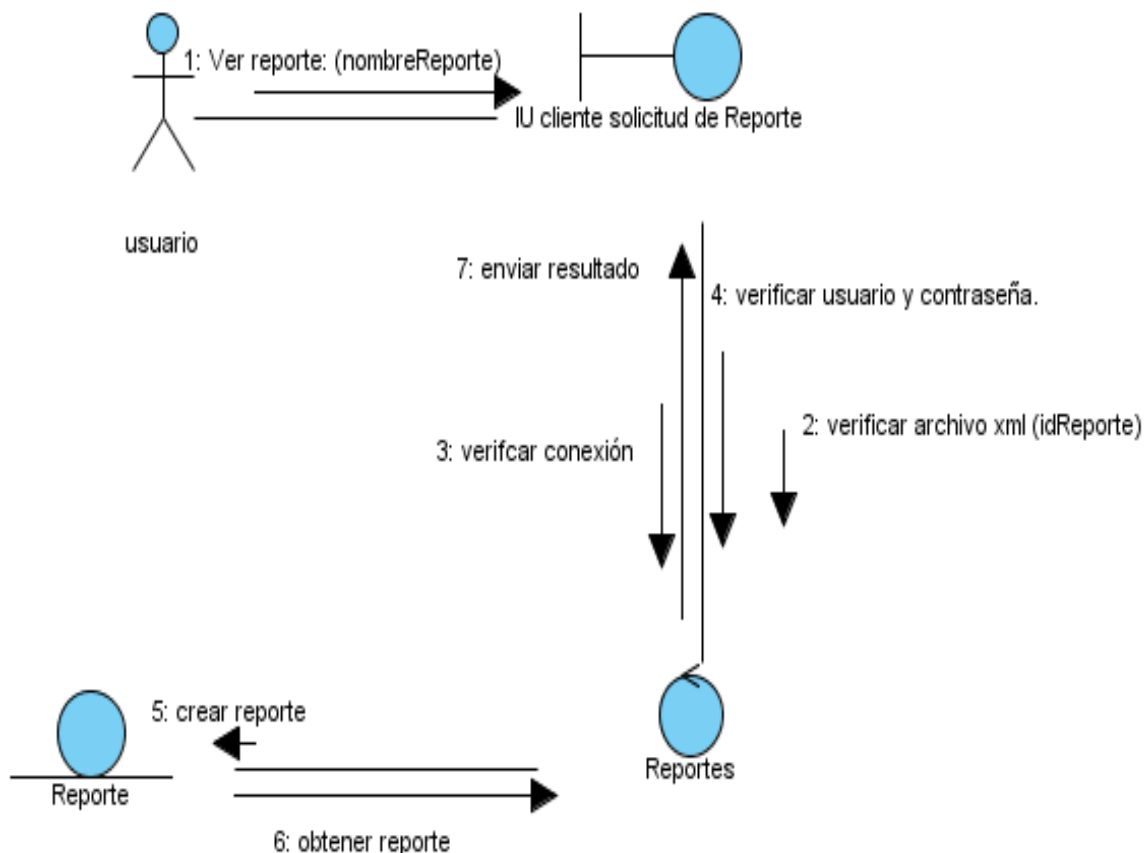 1: Ver reporte: (nombreReporte)
IU cliente solicitud de Reporte
usuario
7: enviar resultado
4: verificar usuario y contraseña.
2: verificar archivo xml (idReporte)
3: verifcar conexión
5: crear reporte
Reportes
Reporte
6: obtener reporte